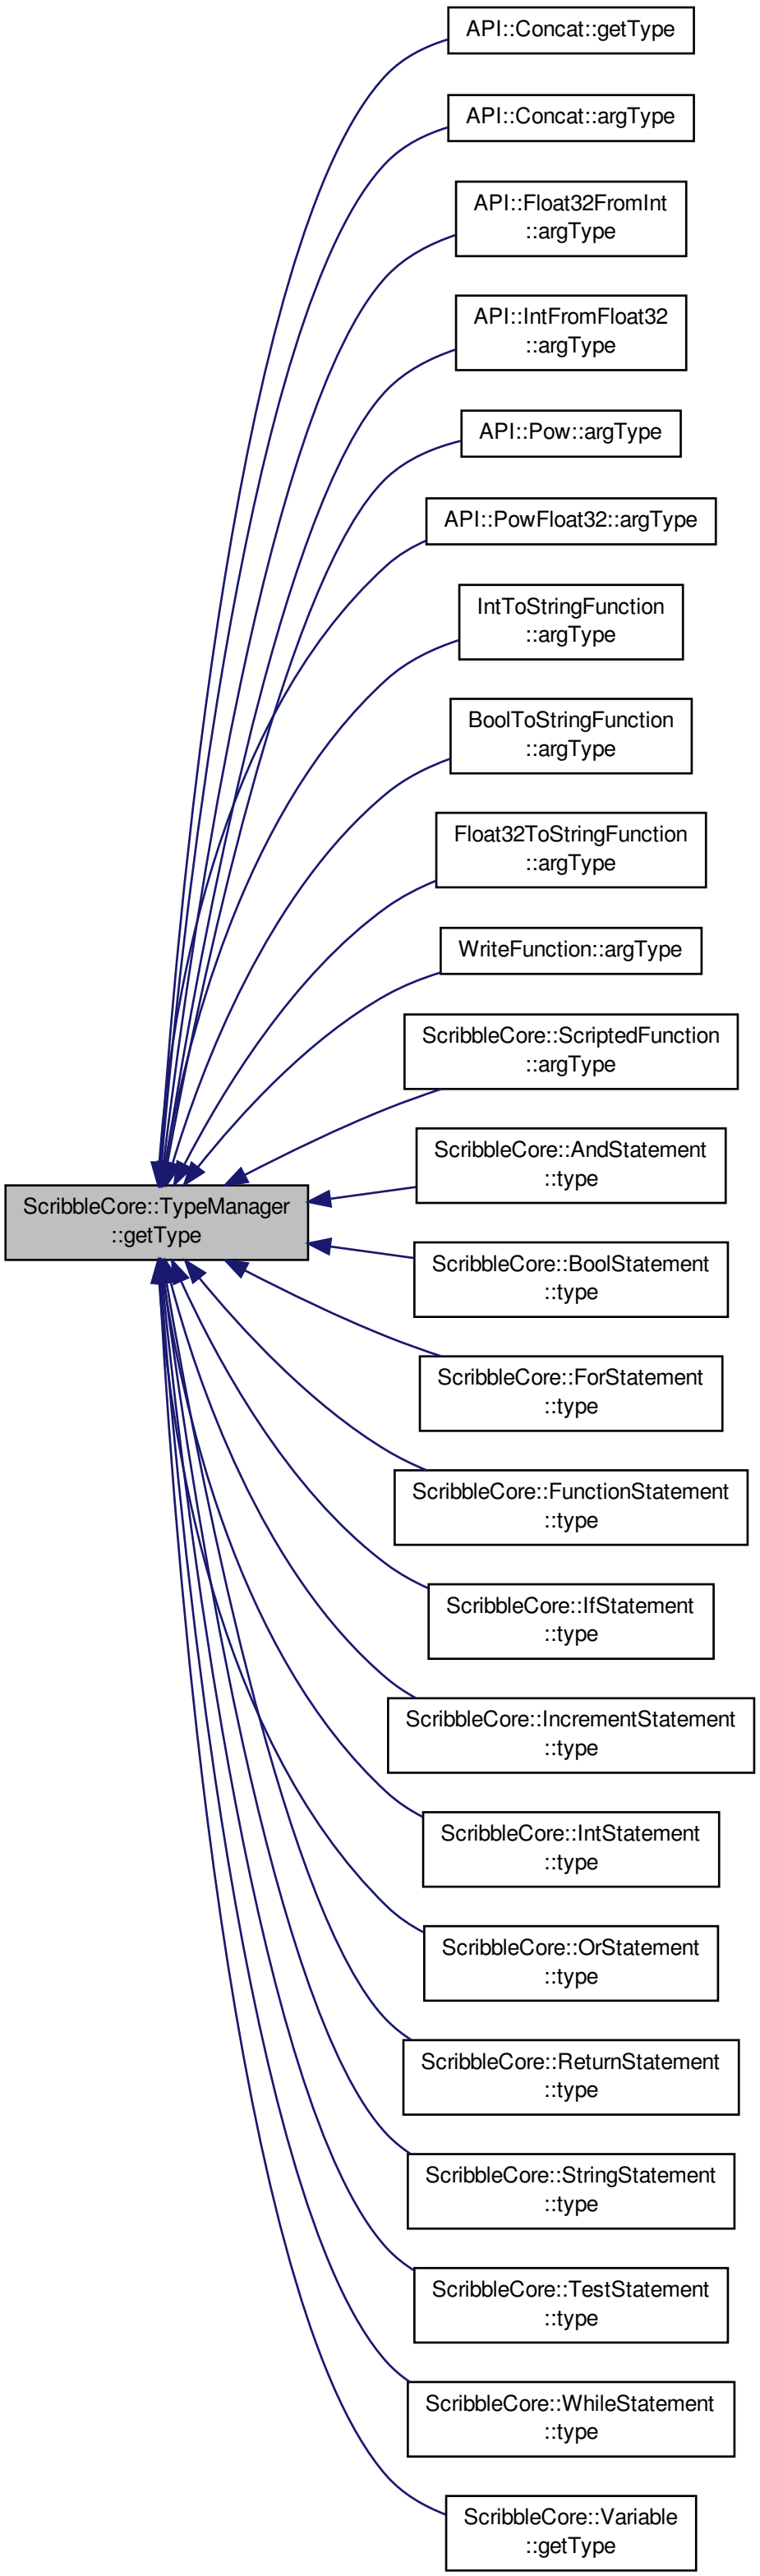 API::Concat::getType
API::Concat::argType
API::Float32FromInt
::argType
API::IntFromFloat32
::argType
API::Pow::argType
API::PowFloat32::argType
IntToStringFunction
::argType
BoolToStringFunction
::argType
Float32ToStringFunction
::argType
WriteFunction::argType
ScribbleCore::ScriptedFunction
::argType
ScribbleCore::AndStatement
::type
ScribbleCore::TypeManager
::getType
ScribbleCore::BoolStatement
::type
ScribbleCore::ForStatement
::type
ScribbleCore::FunctionStatement
::type
ScribbleCore::IfStatement
::type
ScribbleCore::IncrementStatement
::type
ScribbleCore::IntStatement
::type
ScribbleCore::OrStatement
::type
ScribbleCore::ReturnStatement
::type
ScribbleCore::StringStatement
::type
ScribbleCore::TestStatement
::type
ScribbleCore::WhileStatement
::type
ScribbleCore::Variable
::getType